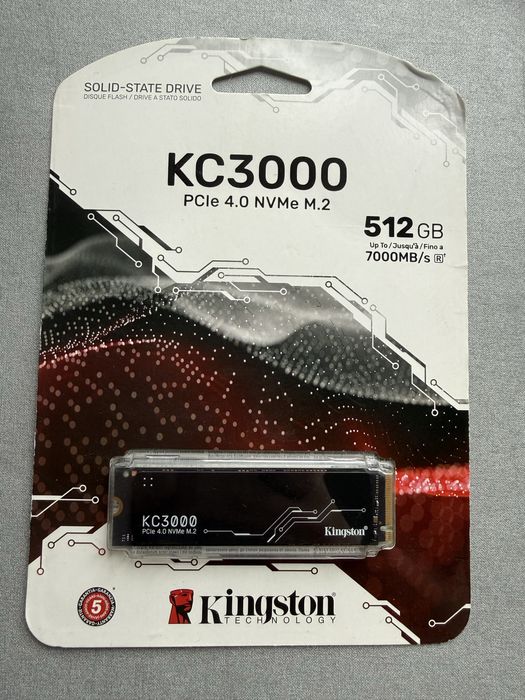 SOLID-STATE DRIVE
DISQUE FLASH / DRIVE A STATO SOLIDO
KC3000
PCIe 4.0 NVMe M.2
512 GB
Up To / Jusqu'à / Fino a
7000MB/s R†
KC3000
PCIe 4.0 NVMe M.2
Kingston
5
Kingston
TECHNOLOGY